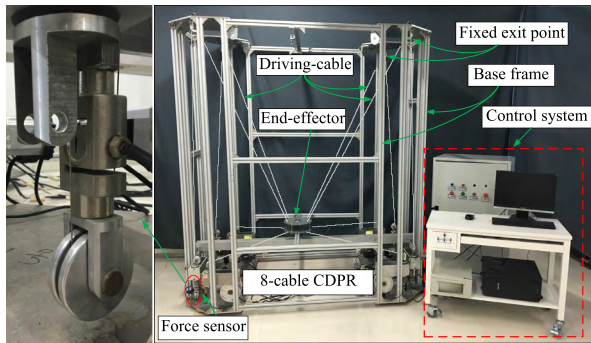 Fixed exit point
Driving-cable
Base frame
End-effector
Control system
8-cable CDPR
Force sensor